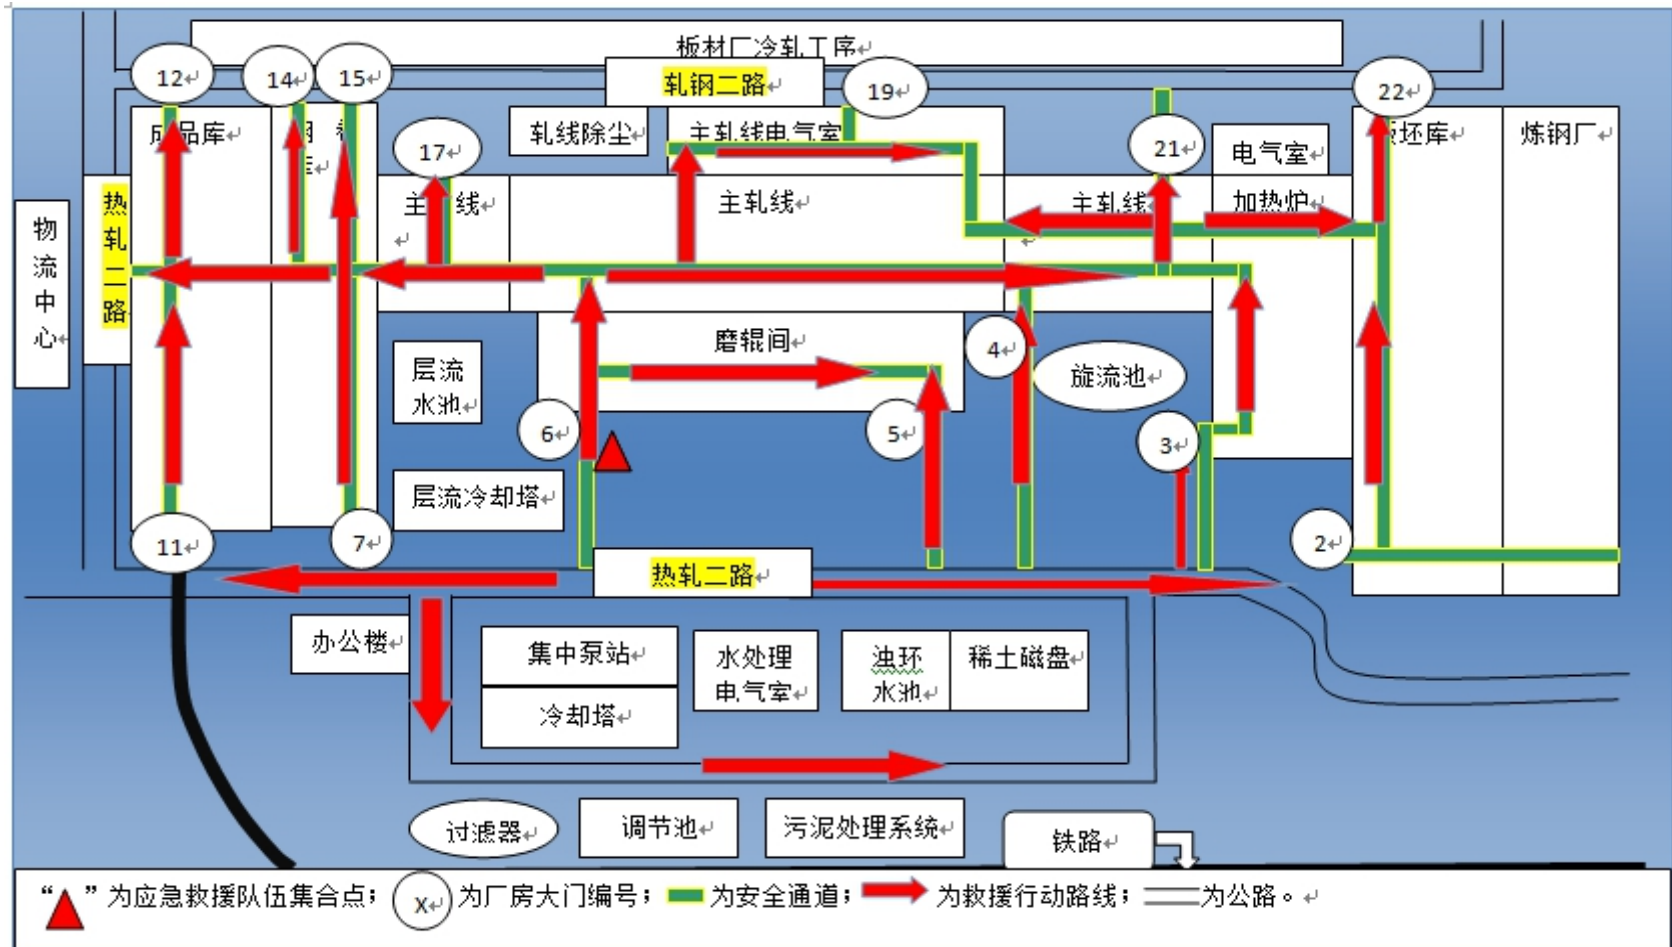 板材厂冷轧工序
12
14
15
轧钢二路
19
22
成品库
轧线除尘
主轧线电气室
17
21
电气室
板坯库
炼钢厂
库
热轧二路
物流中心
主轧线
主轧线
主轧线
加热炉
磨辊间
4
旋流池
层流
水池
6
5
3
层流冷却塔
11
7
2
热轧二路
办公楼
集中泵站
水处理
电气室
浊环
水池
稀土磁盘
冷却塔
过滤器
调节池
污泥处理系统
铁路
“ ”为应急救援队伍集合点； X 为厂房大门编号； 为安全通道； 为救援行动路线； 为公路。